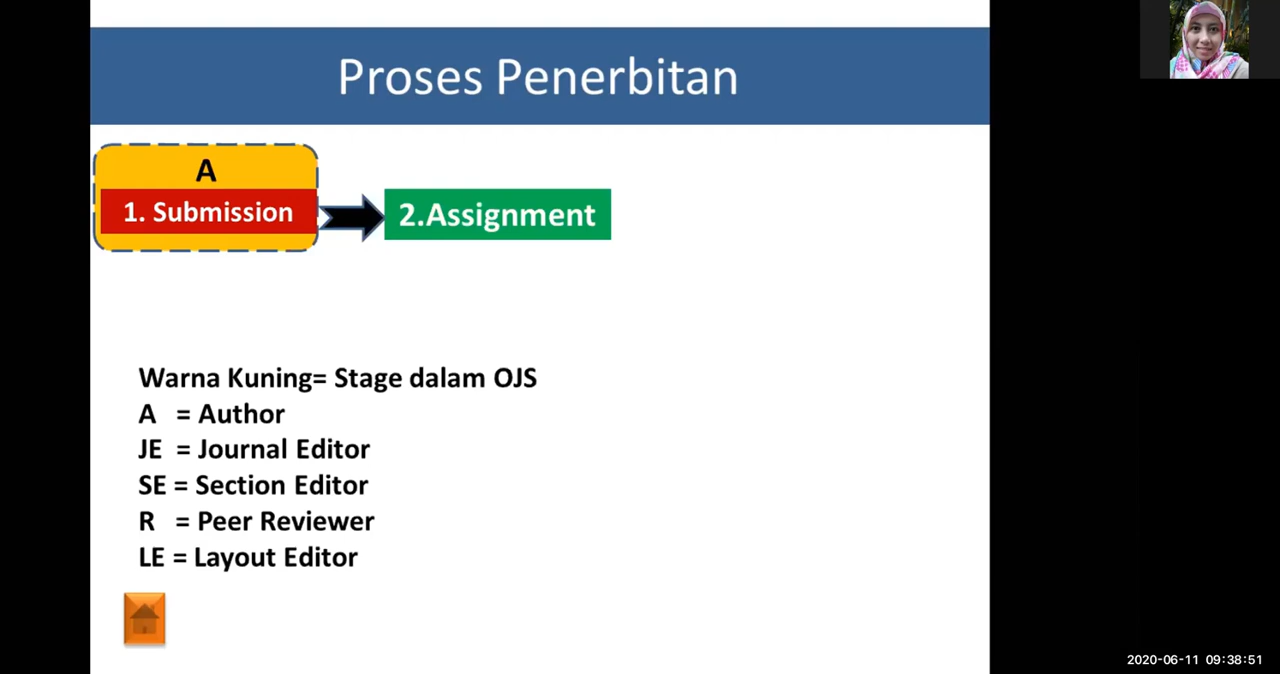 Proses Penerbitan
A
1. Submission
2.Assignment
Warna Kuning= Stage dalam OJS
A = Author
JE = Journal Editor
SE = Section Editor
R = Peer Reviewer
LE = Layout Editor
2020-06-11 09:38:51